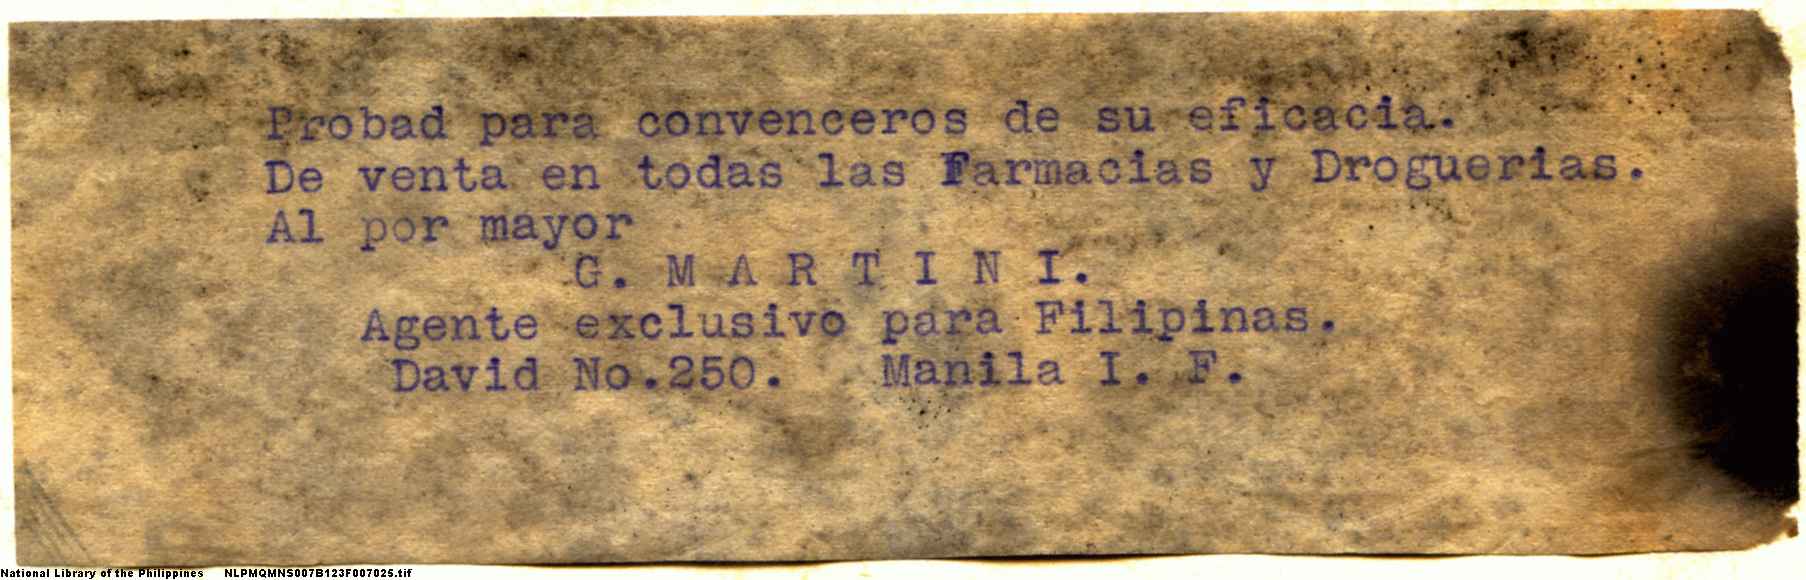 Probad para convenceros de su eficacia.
De venta en todas las Farmacias y Droguerias.
Al por mayor
G. M A R T I N I.
Agente exclusivo para Filipinas.
David No.250. Manila I. F.
National Library of the Philippines NLPMQMNS007B123F007025.tif